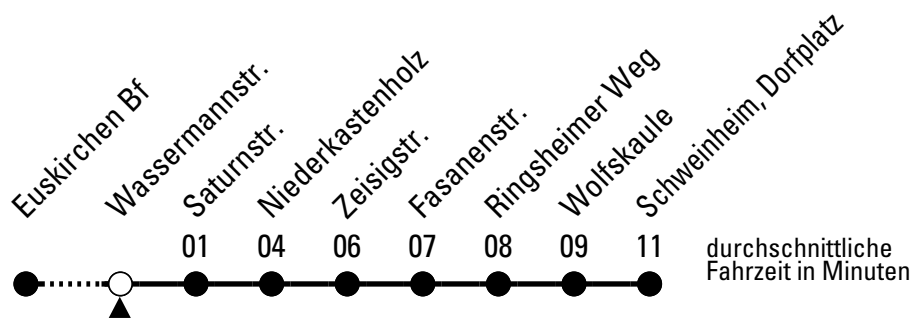 Euskirchen Bf
Wassermannstr.
Saturnstr.
Niederkastenholz
Zeisigstr.
Fasanenstr.
Ringsheimer Weg
Wolfskaule
Schweinheim, Dorfplatz
01 04 06 07 08 09 11
durchschnittliche
Fahrzeit in Minuten